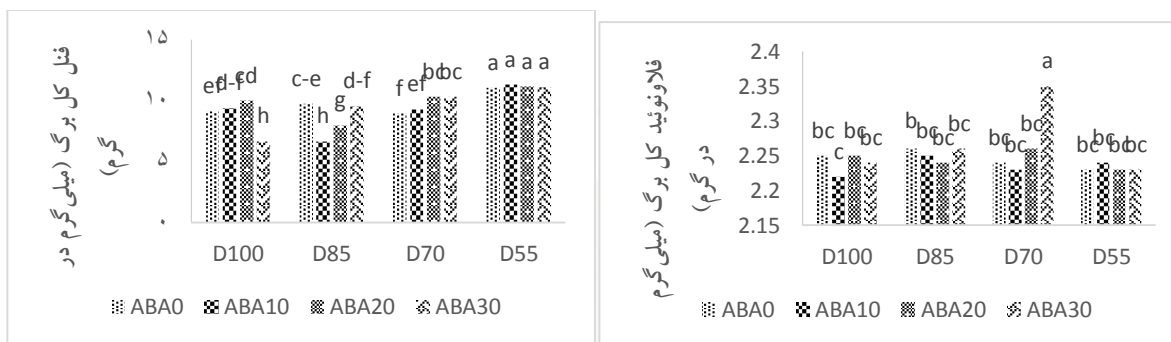 فنل کل برگ (میلی گرم در
گرم)
۱۵
۱۰
۵
۰
ef d-f cd h
c-e h g d-f
f ef bc bc
a a a a
D100 D85 D70 D55
ABA0 ABA10 ABA20 ABA30
فلاونوئید کل برگ (میلی گرم
در گرم)
2.4
2.35
2.3
2.25
2.2
2.15
bc c bc bc
b bc bc bc
bc bc bc a
bc bc bc bc
D100 D85 D70 D55
ABA0 ABA10 ABA20 ABA30